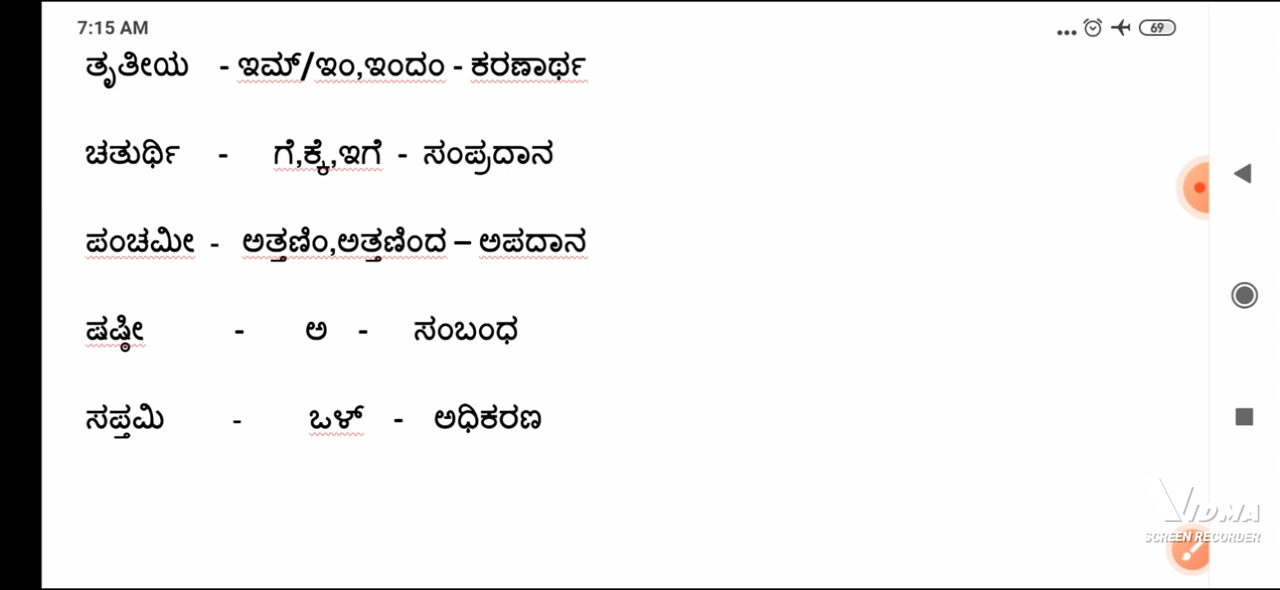 7:15 AM ... 69
ತೃತೀಯ - ಇಮ್/ಇಂ,ಇಂದಂ - ಕರಣಾರ್ಥ
ಚತುರ್ಥಿ - ಗೆ,ಕ್ಕೆ,ಇಗೆ - ಸಂಪ್ರದಾನ
ಪಂಚಮೀ - ಅತ್ತಣಿಂ,ಅತ್ತಣಿಂದ – ಅಪದಾನ
ಷಷ್ಠೀ - ಅ - ಸಂಬಂಧ
ಸಪ್ತಮಿ - ಒಳ್ - ಅಧಿಕರಣ
VIDMA
SCREEN RECORDER